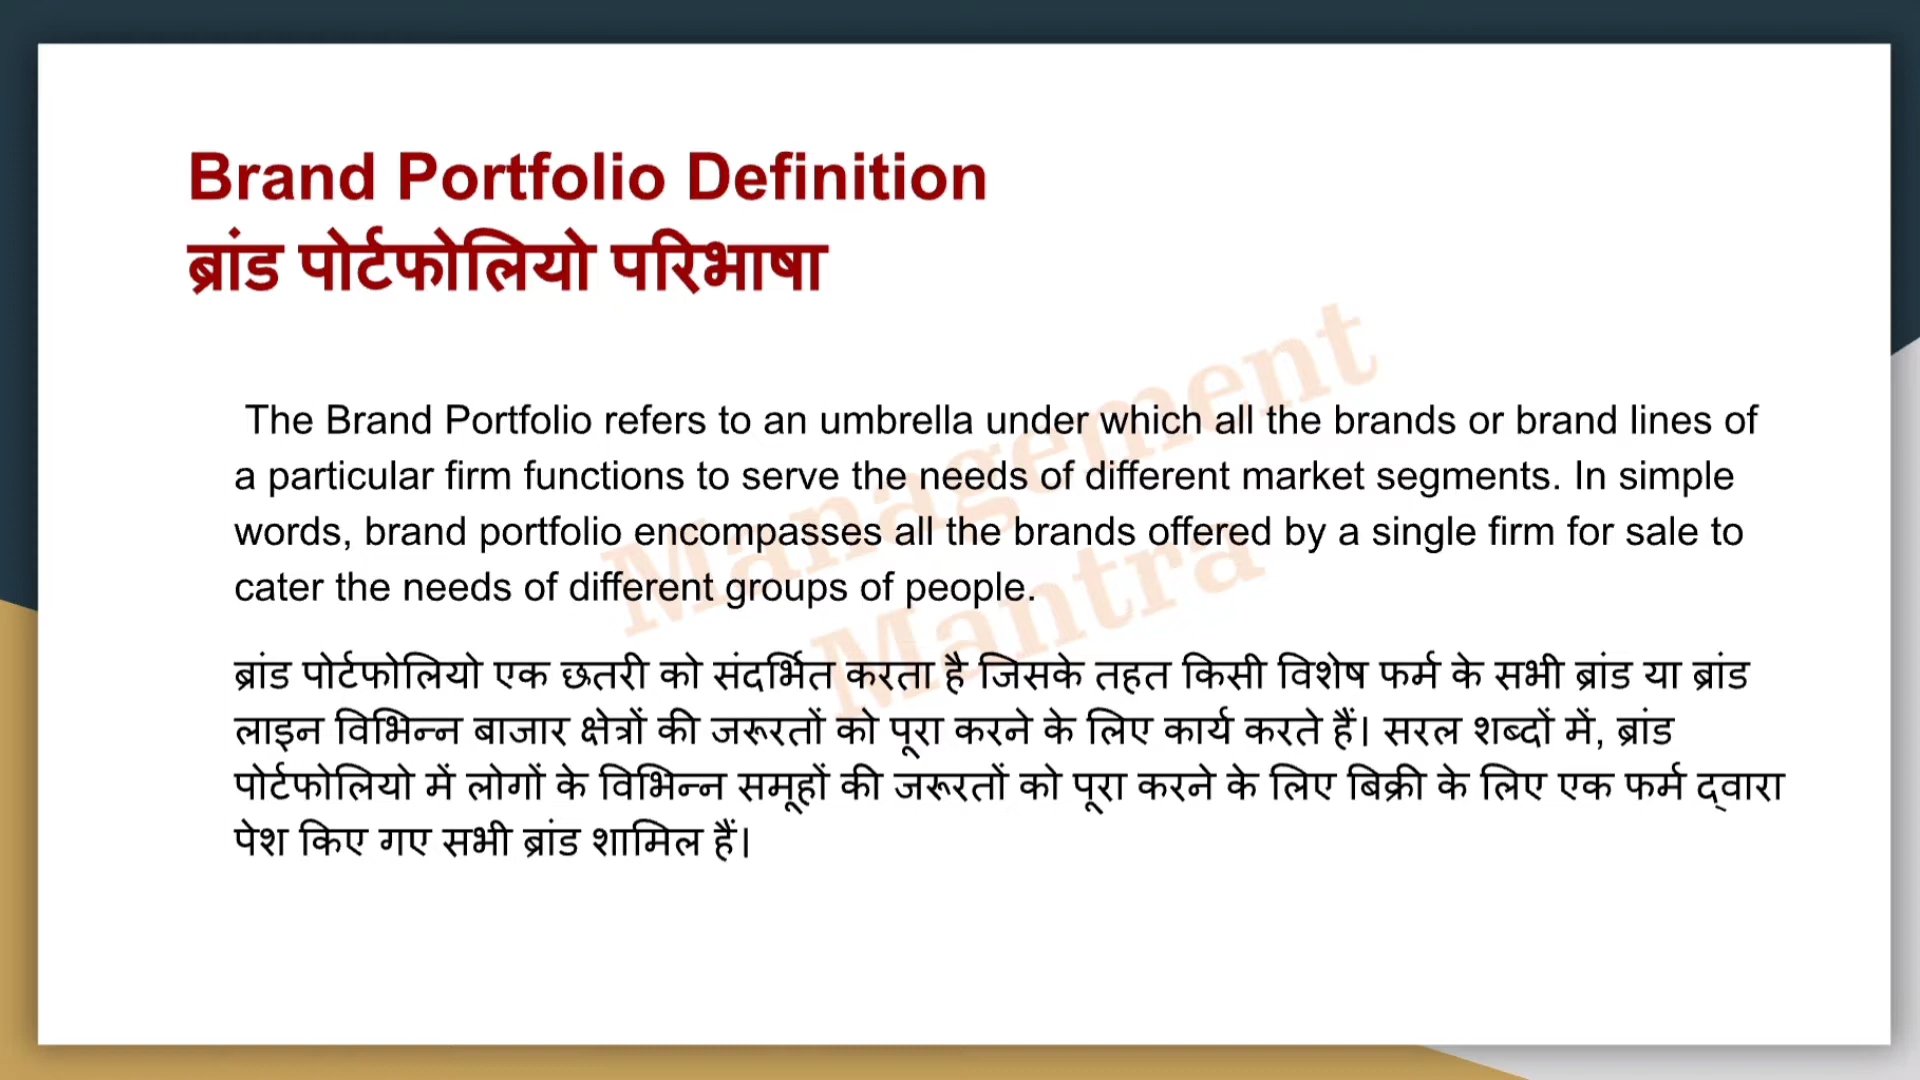 Brand Portfolio Definition
ब्रांड पोर्टफोलियो परिभाषा
The Brand Portfolio refers to an umbrella under which all the brands or brand lines of
a particular firm functions to serve the needs of different market segments. In simple
words, brand portfolio encompasses all the brands offered by a single firm for sale to
cater the needs of different groups of people.
Management
Mantra
ब्रांड पोर्टफोलियो एक छतरी को संदर्भित करता है जिसके तहत किसी विशेष फर्म के सभी ब्रांड या ब्रांड
लाइन विभिन्न बाजार क्षेत्रों की जरूरतों को पूरा करने के लिए कार्य करते हैं। सरल शब्दों में, ब्रांड
पोर्टफोलियो में लोगों के विभिन्न समूहों की जरूरतों को पूरा करने के लिए बिक्री के लिए एक फर्म द्वारा
पेश किए गए सभी ब्रांड शामिल हैं।